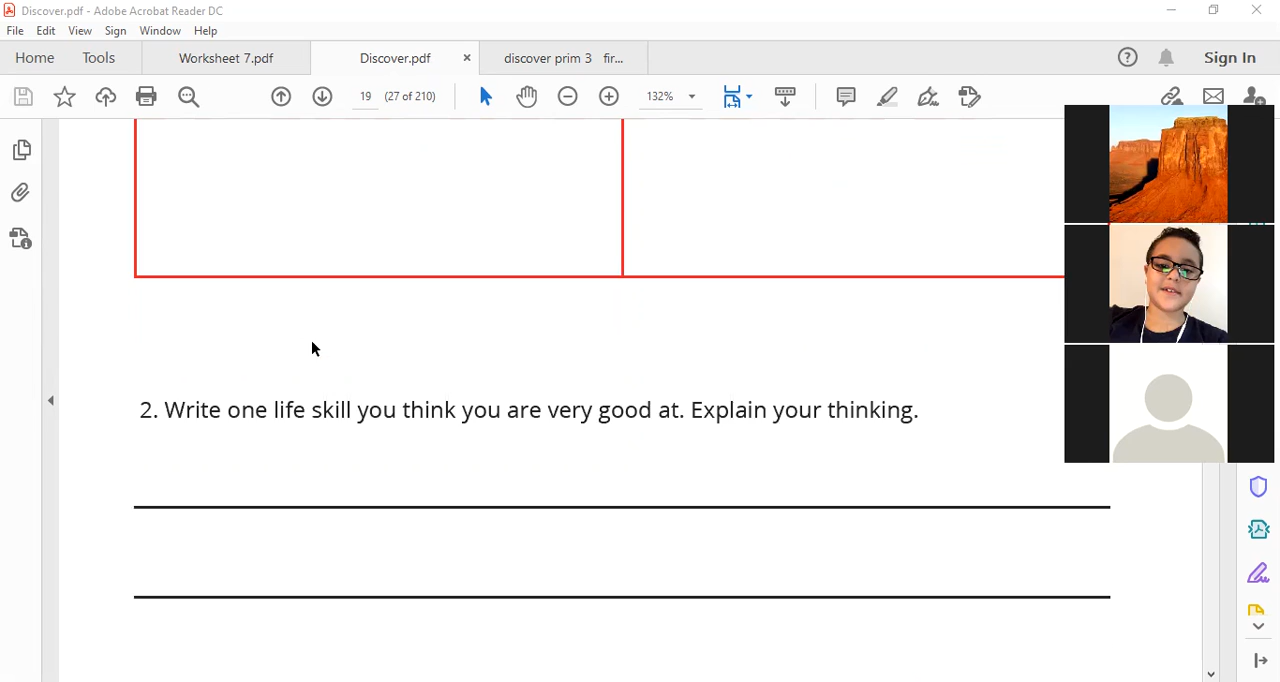 Discover.pdf - Adobe Acrobat Reader DC
File Edit View Sign Window Help
Home Tools Worksheet 7.pdf Discover.pdf × discover prim 3 fir... ? Sign In
19 (27 of 210) 132%
2. Write one life skill you think you are very good at. Explain your thinking.